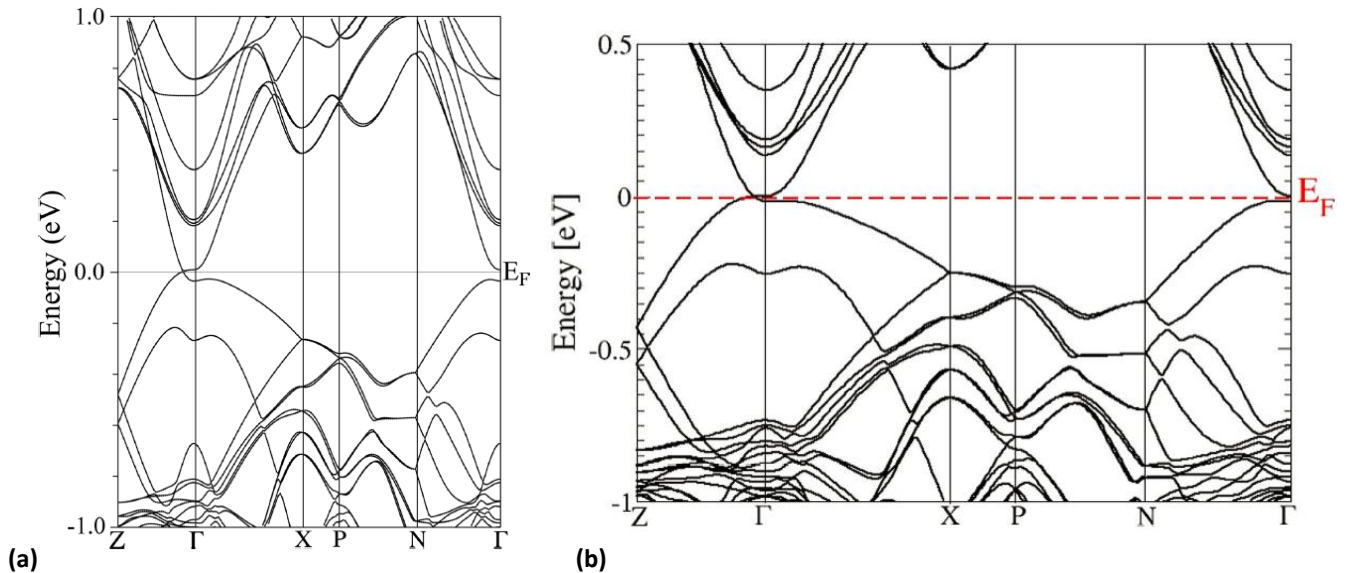 1.0
0.0
-1.0
Energy (eV)
Z Γ X P N Γ
E_F
(a)
0.5
0
-0.5
-1
Energy [eV]
Z Γ X P N Γ
E_F
(b)